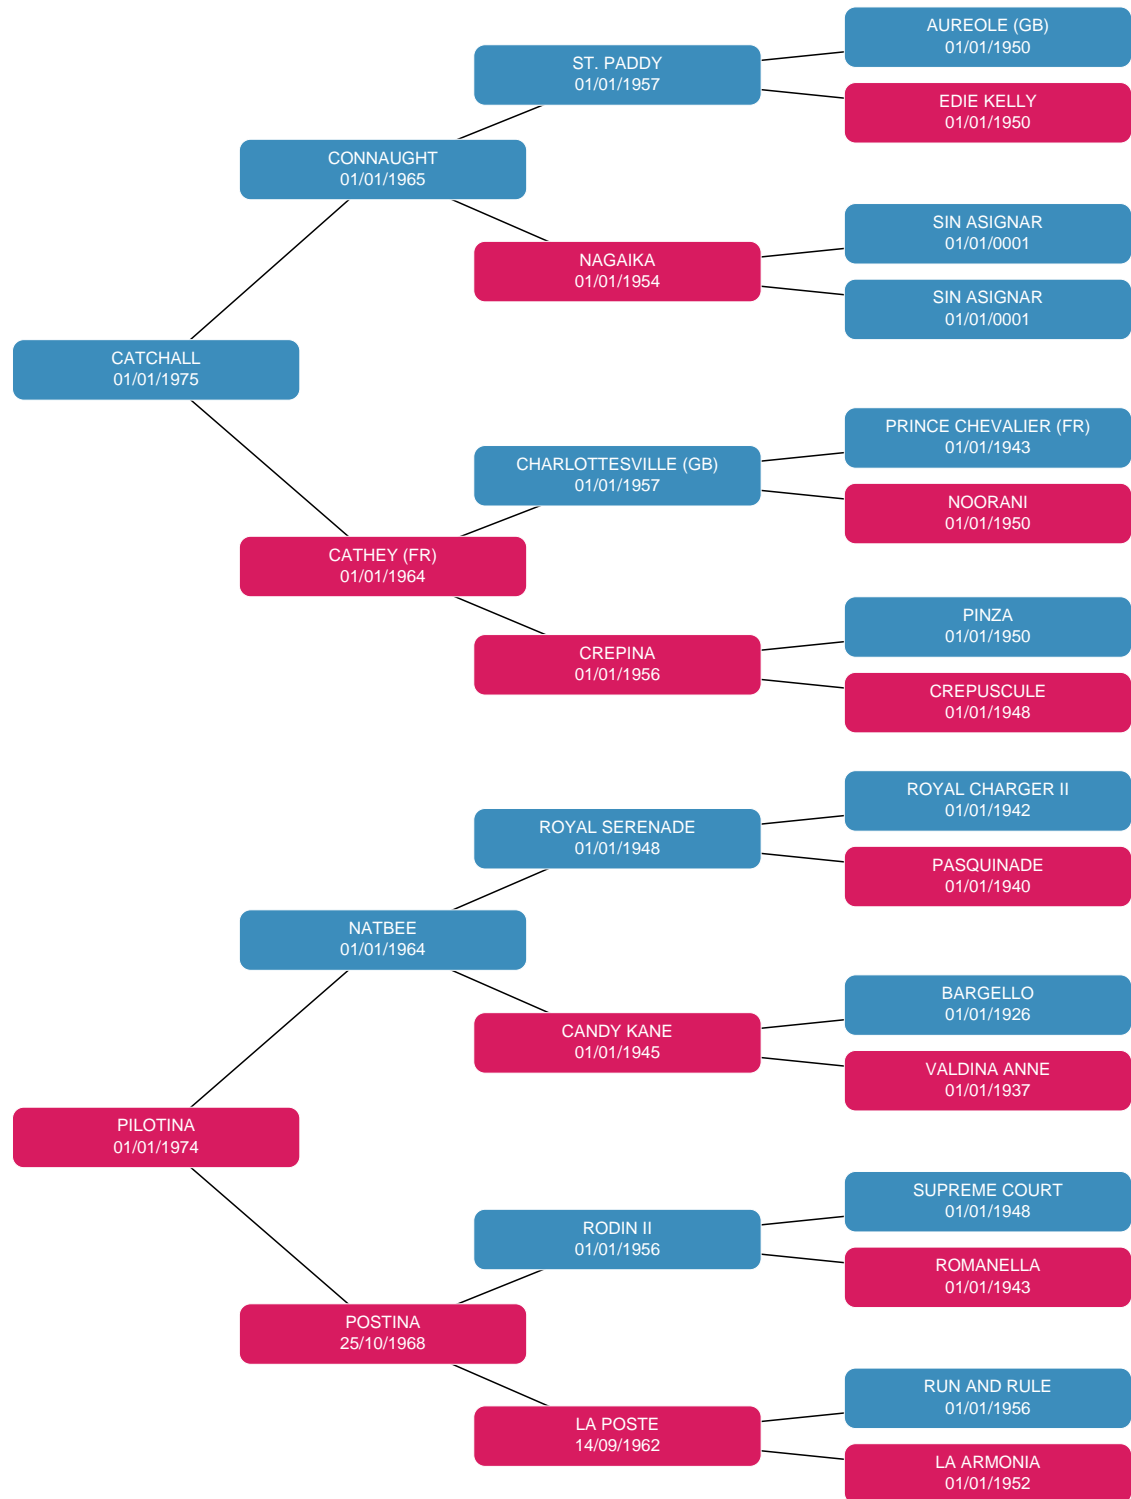 AUREOLE (GB)
01/01/1950
ST. PADDY
01/01/1957
EDIE KELLY
01/01/1950
CONNAUGHT
01/01/1965
SIN ASIGNAR
01/01/0001
NAGAIKA
01/01/1954
SIN ASIGNAR
01/01/0001
CATCHALL
01/01/1975
PRINCE CHEVALIER (FR)
01/01/1943
CHARLOTTESVILLE (GB)
01/01/1957
NOORANI
01/01/1950
CATHEY (FR)
01/01/1964
PINZA
01/01/1950
CREPINA
01/01/1956
CREPUSCULE
01/01/1948
ROYAL CHARGER II
01/01/1942
ROYAL SERENADE
01/01/1948
PASQUINADE
01/01/1940
NATBEE
01/01/1964
BARGELLO
01/01/1926
CANDY KANE
01/01/1945
VALDINA ANNE
01/01/1937
PILOTINA
01/01/1974
SUPREME COURT
01/01/1948
RODIN II
01/01/1956
ROMANELLA
01/01/1943
POSTINA
25/10/1968
RUN AND RULE
01/01/1956
LA POSTE
14/09/1962
LA ARMONIA
01/01/1952